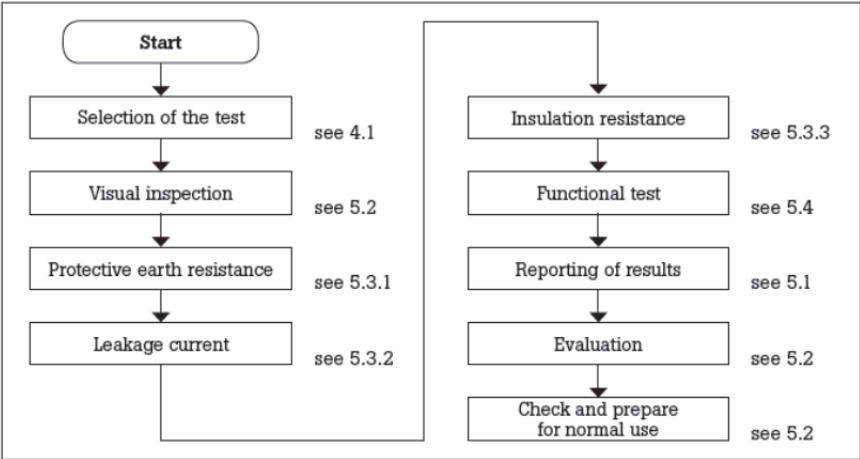 Start
Selection of the test
see 4.1
Visual inspection
see 5.2
Protective earth resistance
see 5.3.1
Leakage current
see 5.3.2
Insulation resistance
see 5.3.3
Functional test
see 5.4
Reporting of results
see 5.1
Evaluation
see 5.2
Check and prepare
for normal use
see 5.2